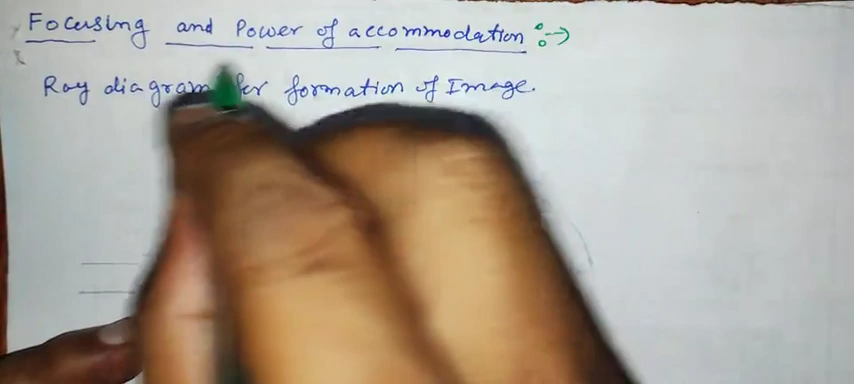 Focusing and Power of accommodation :->
Ray diagram for formation of Image.